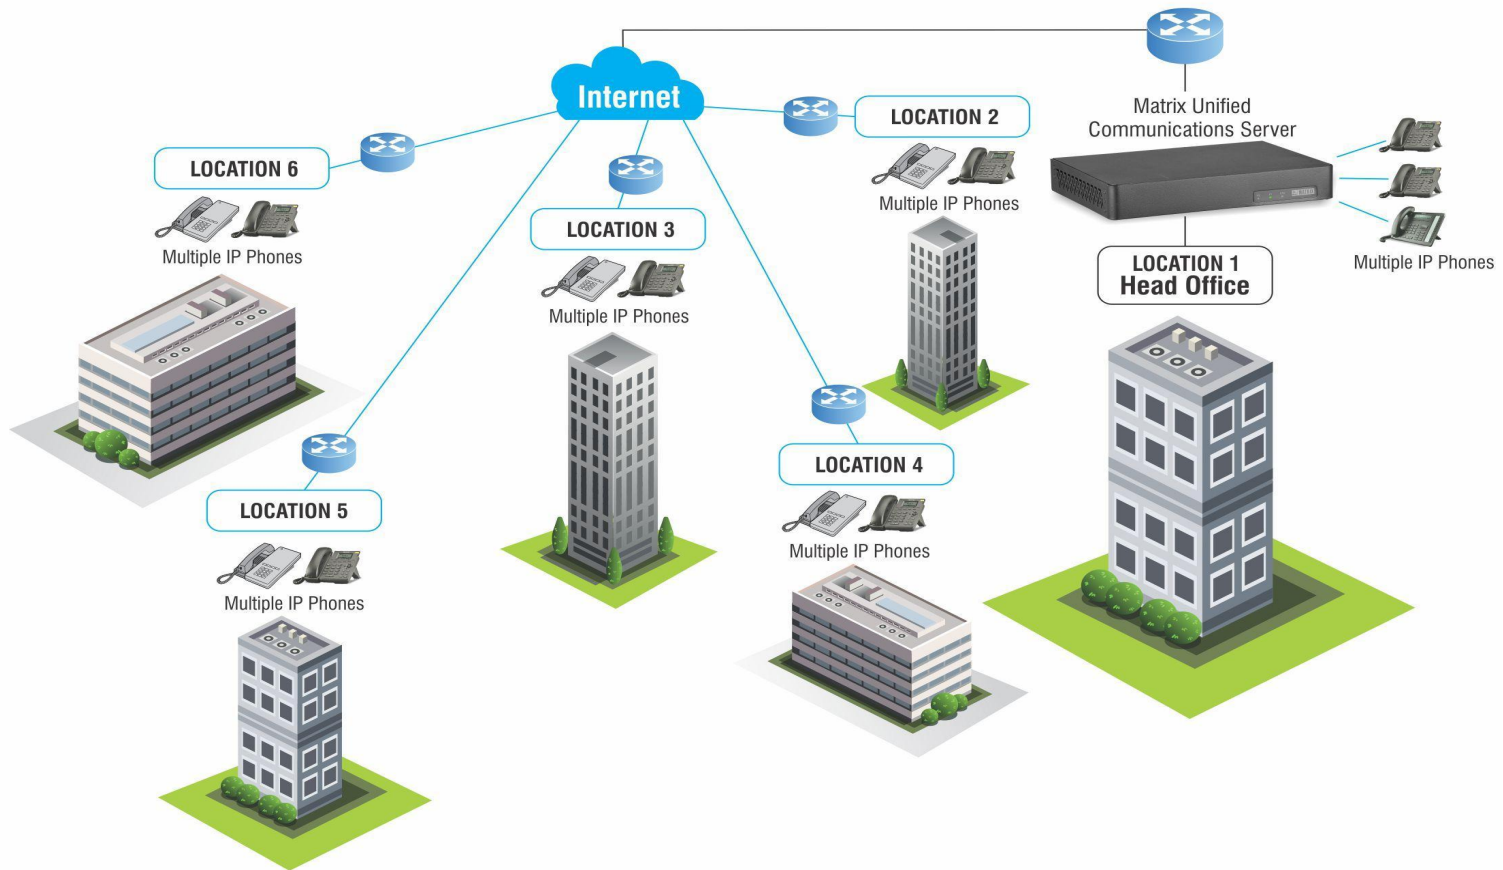 Internet
Matrix Unified
Communications Server
LOCATION 2
Multiple IP Phones
LOCATION 6
Multiple IP Phones
LOCATION 3
Multiple IP Phones
LOCATION 1
Head Office
Multiple IP Phones
LOCATION 4
Multiple IP Phones
LOCATION 5
Multiple IP Phones